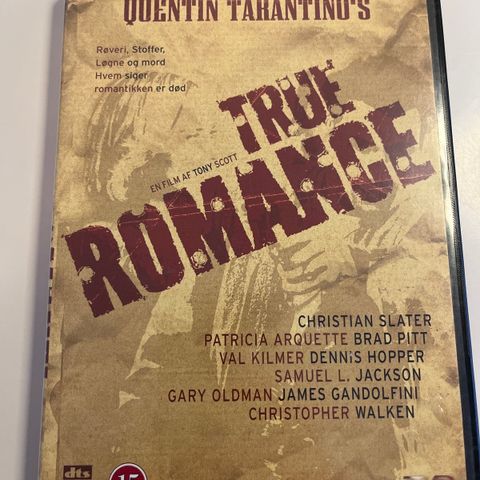 QUENTIN TARANTINO'S
Røveri, Stoffer,
Løgne og mord
Hvem siger
romantikken er død
TRUE
EN FILM AF TONY SCOTT
ROMANCE
CHRISTIAN SLATER
PATRICIA ARQUETTE BRAD PITT
VAL KILMER DENNiS HOPPER
SAMUEL L. JACKSON
GARY OLDMAN JAMES GANDOLFINI
CHRISTOPHER WALKEN
dts
15